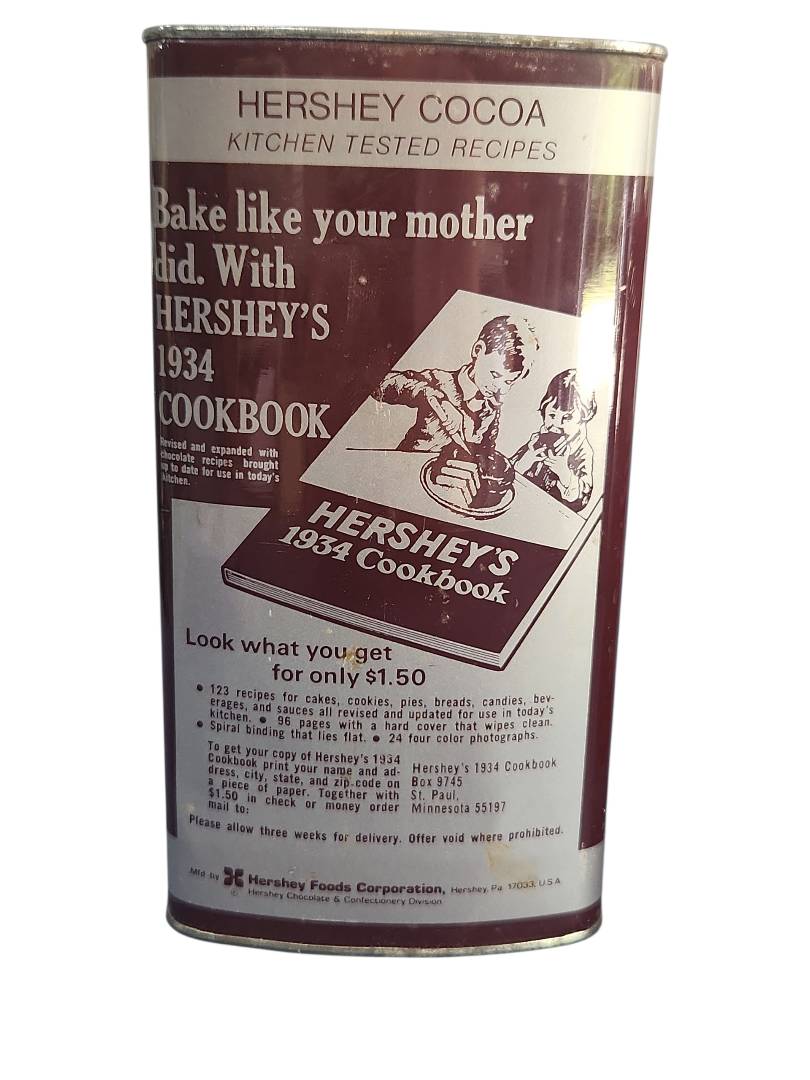 HERSHEY COCOA
KITCHEN TESTED RECIPES
Bake like your mother
did. With
HERSHEY'S
1934
COOKBOOK
Revised and expanded with
chocolate recipes brought
up to date for use in today's
kitchen.
HERSHEY'S
1934 Cookbook
Look what you get
for only $1.50
• 123 recipes for cakes, cookies, pies, breads, candies, bev-
erages, and sauces all revised and updated for use in today's
kitchen. • 96 pages with a hard cover that wipes clean.
• Spiral binding that lies flat. • 24 four color photographs.
To get your copy of Hershey's 1934
Cookbook print your name and ad-
dress, city, state, and zip code on
a piece of paper. Together with
$1.50 in check or money order
mail to:
Hershey's 1934 Cookbook
Box 9745
St. Paul,
Minnesota 55197
Please allow three weeks for delivery. Offer void where prohibited.
Mfd by Hershey Foods Corporation, Hershey, Pa 17033, U.S.A
© Hershey Chocolate & Confectionery Division